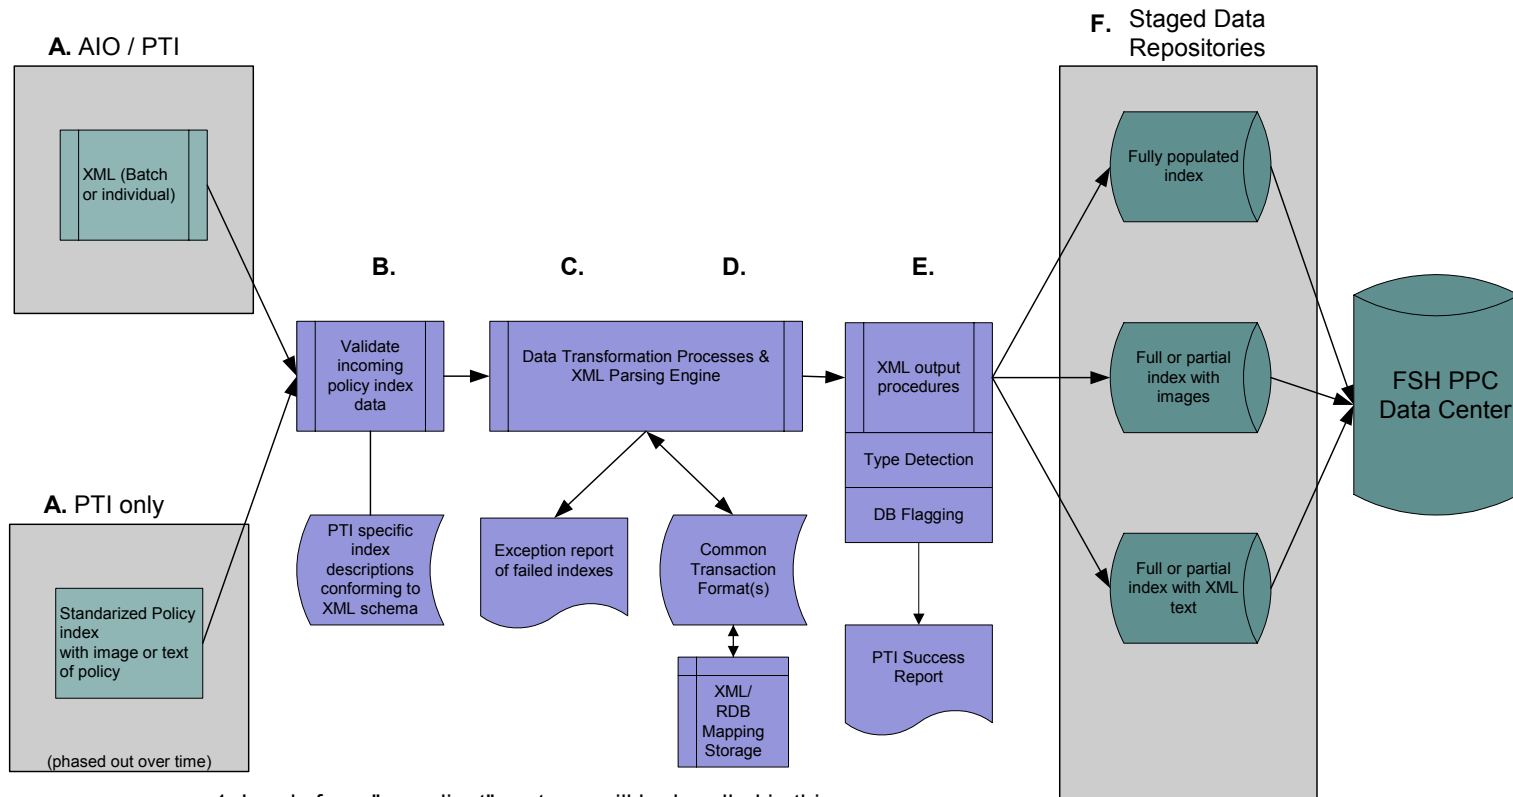 A. AIO / PTI
XML (Batch
or individual)
A. PTI only
Standarized Policy
index
with image or text
of policy
(phased out over time)
B.
Validate
incoming
policy index
data
PTI specific
index
descriptions
conforming to
XML schema
C.
D.
Data Transformation Processes &
XML Parsing Engine
Exception report
of failed indexes
Common
Transaction
Format(s)
XML/
RDB
Mapping
Storage
E.
XML output
procedures
Type Detection
DB Flagging
PTI Success
Report
F. Staged Data
Repositories
Fully populated
index
Full or partial
index with
images
Full or partial
index with XML
text
FSH PPC
Data Center